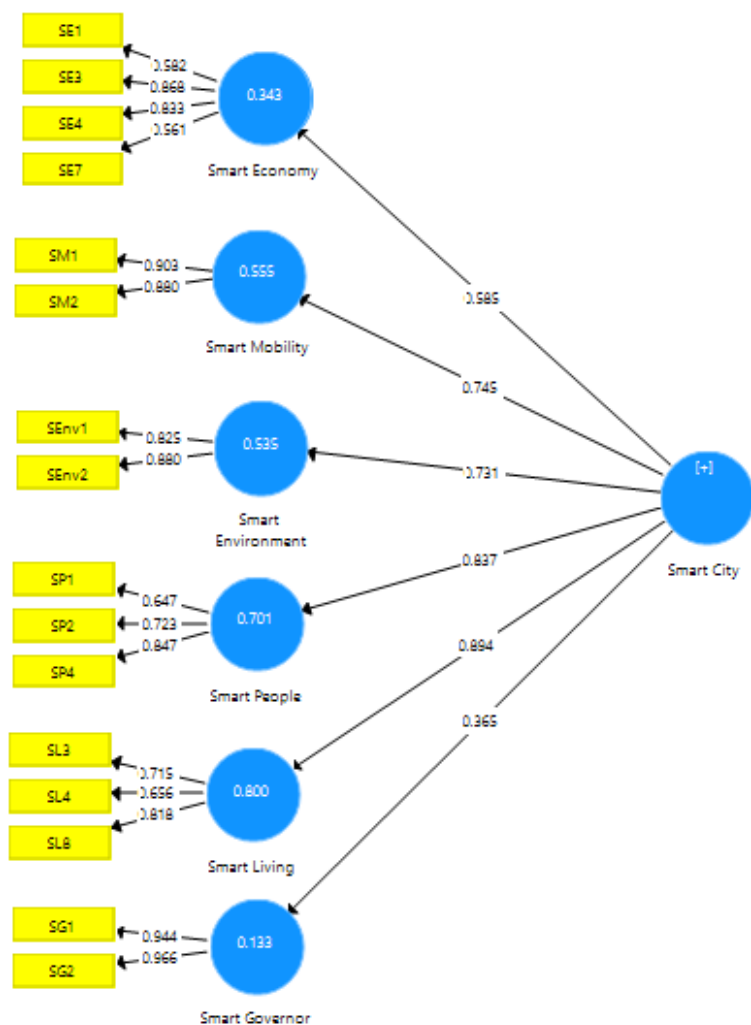 SE1
SE3
SE4
SE7
0.582
0.868
0.833
0.561
0.343
Smart Economy
SM1
SM2
0.903
0.880
0.555
Smart Mobility
SEnv1
SEnv2
0.825
0.880
0.535
Smart
Environment
SP1
SP2
SP4
0.647
0.723
0.847
0.701
Smart People
SL3
SL4
SL8
0.715
0.656
0.818
0.800
Smart Living
SG1
SG2
0.944
0.966
0.133
Smart Governor
0.585
0.745
0.731
0.837
0.894
0.365
[+]
Smart City